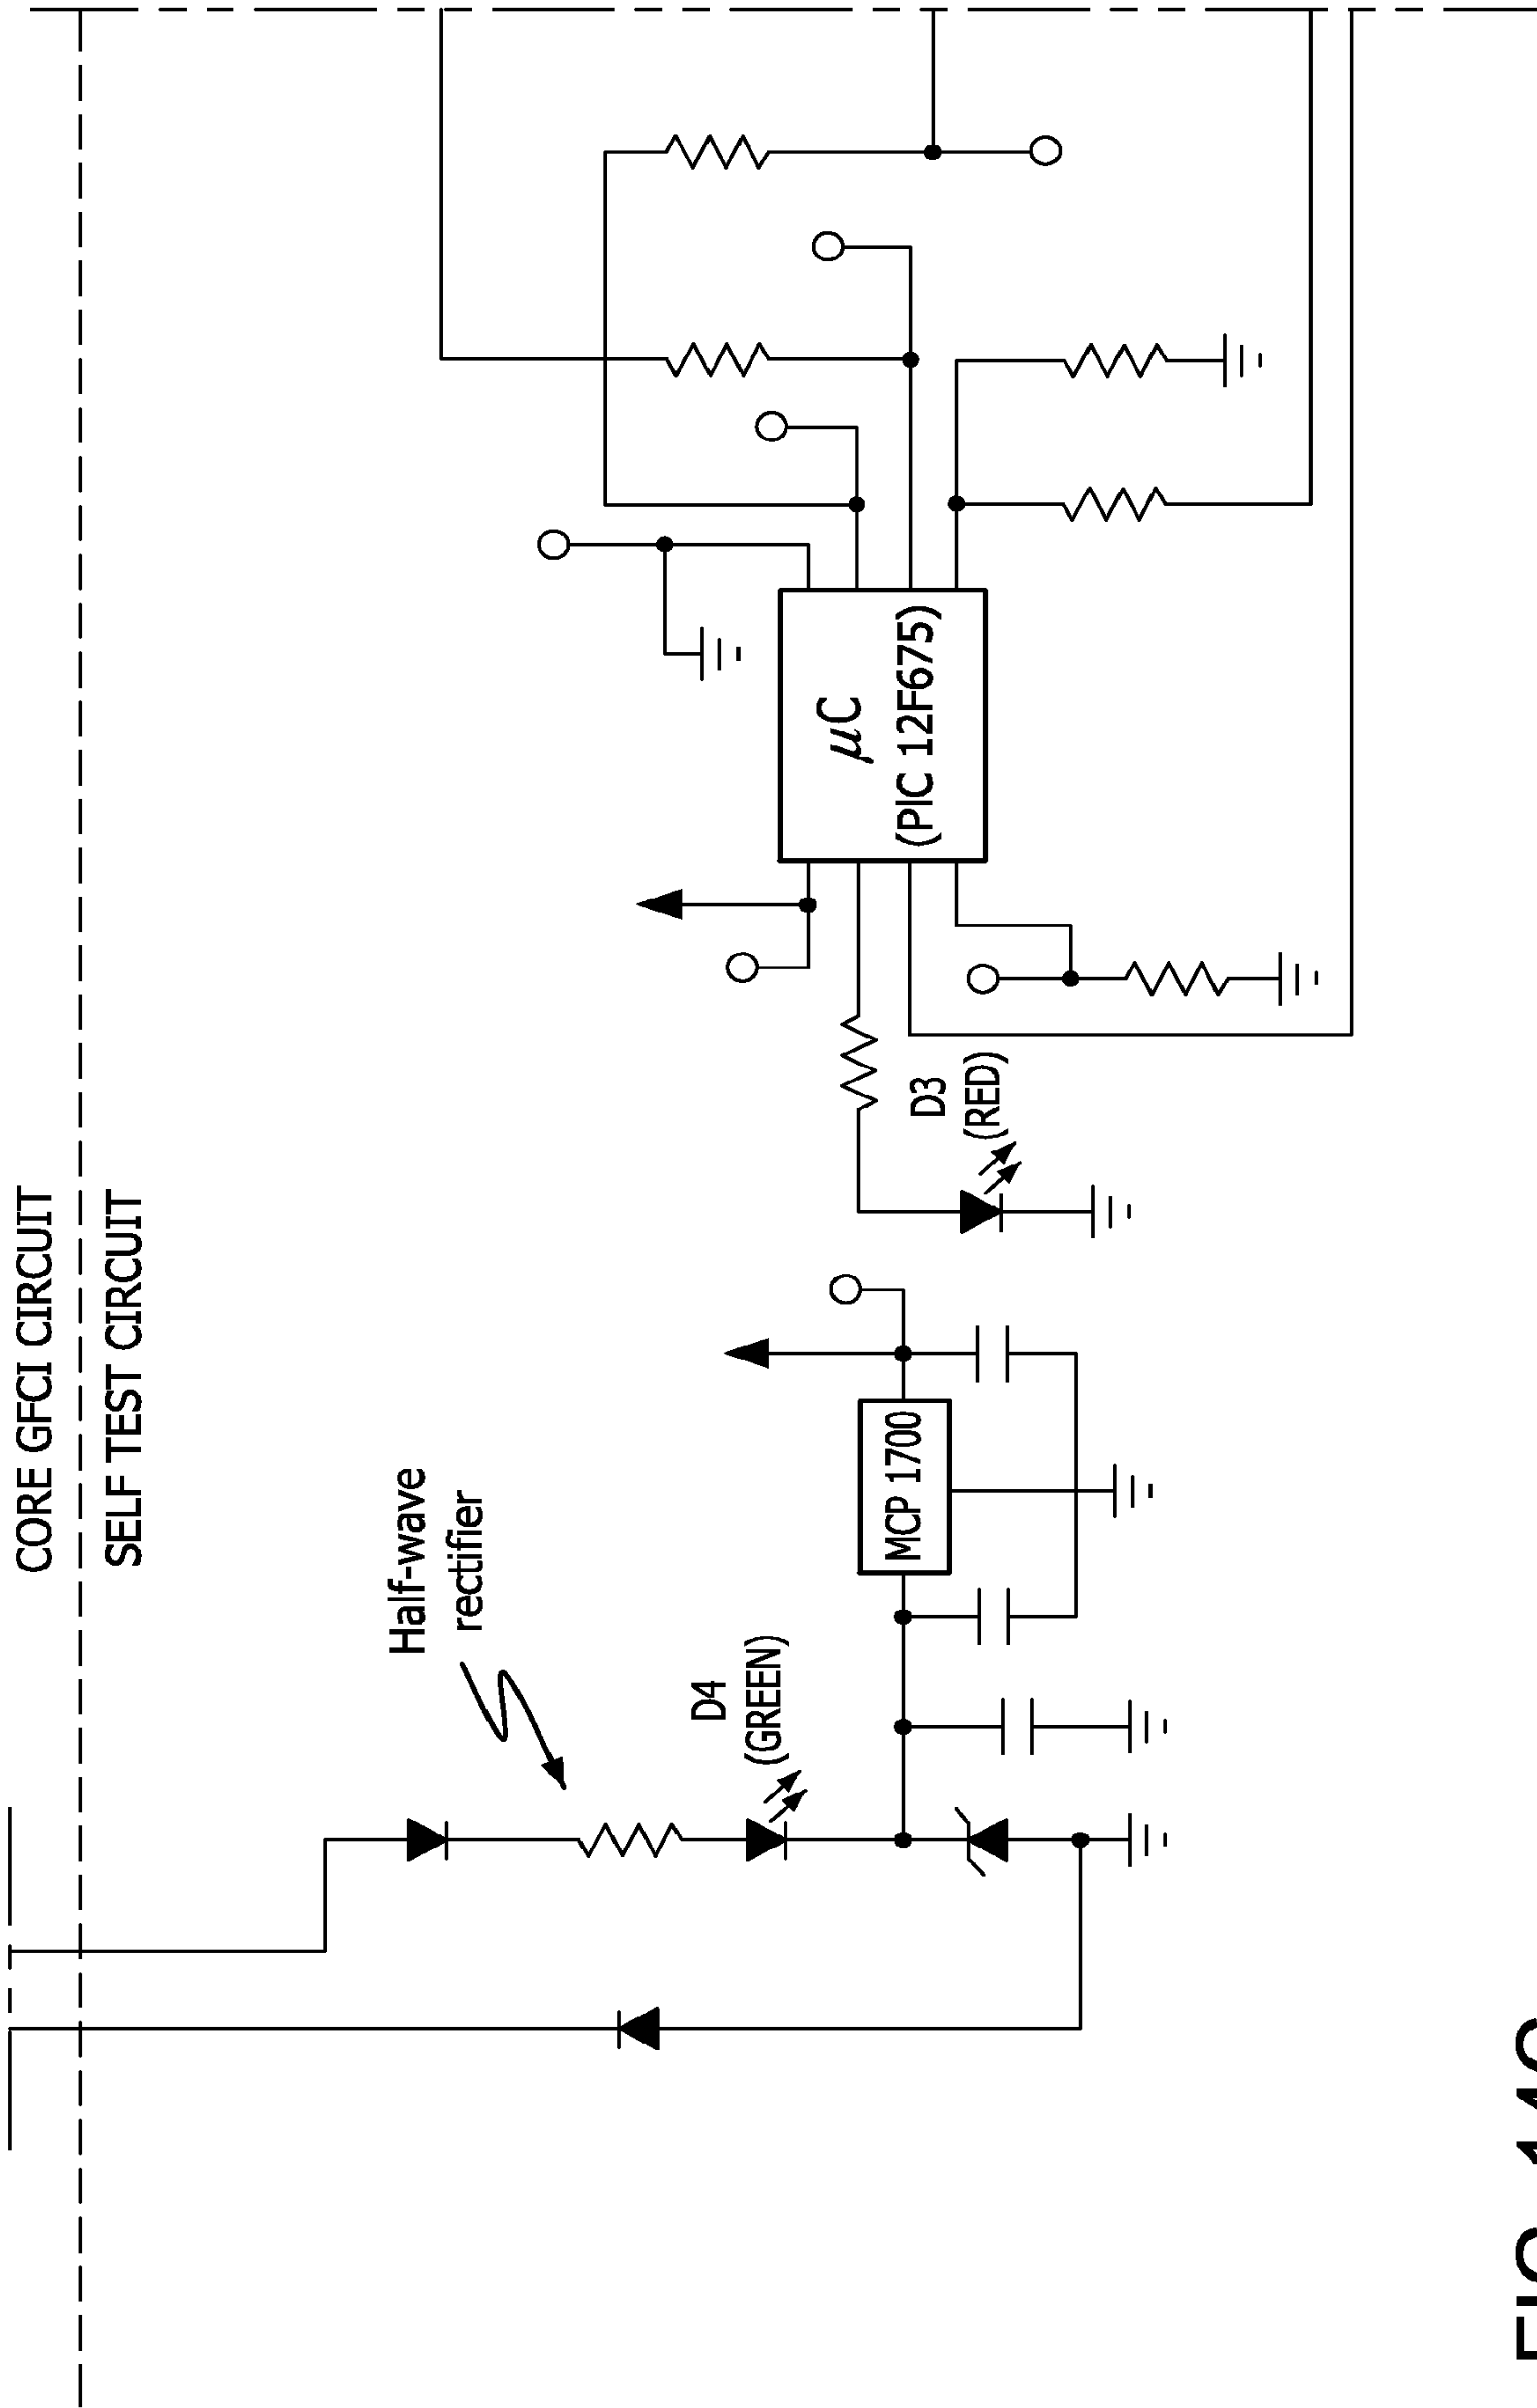 CORE GFCI CIRCUIT
SELF TEST CIRCUIT
Half-wave
rectifier
D4
(GREEN)
MCP 1700
D3
(RED)
μC
(PIC 12F675)